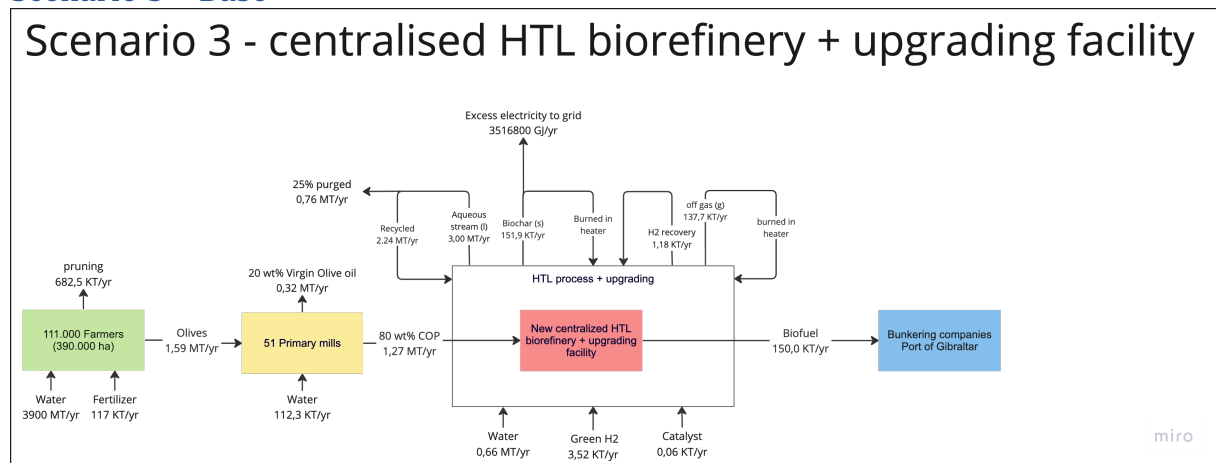 Scenario 3 - centralised HTL biorefinery + upgrading facility
Excess electricity to grid
3516800 GJ/yr
25% purged
0,76 MT/yr
Recycled
2.24 MT/yr
Aqueous
stream (l)
3,00 MT/yr
Biochar (s)
151,9 KT/yr
Burned in
heater
H2 recovery
1,18 KT/yr
off gas (g)
137,7 KT/yr
burned in
heater
pruning
682,5 KT/yr
20 wt% Virgin Olive oil
0,32 MT/yr
HTL process + upgrading
111.000 Farmers
(390.000 ha)
Olives
1,59 MT/yr
51 Primary mills
80 wt% COP
1,27 MT/yr
New centralized HTL
biorefinery + upgrading
facility
Biofuel
150,0 KT/yr
Bunkering companies
Port of Gibraltar
Water
3900 MT/yr
Fertilizer
117 KT/yr
Water
112,3 KT/yr
Water
0,66 MT/yr
Green H2
3,52 KT/yr
Catalyst
0,06 KT/yr
miro